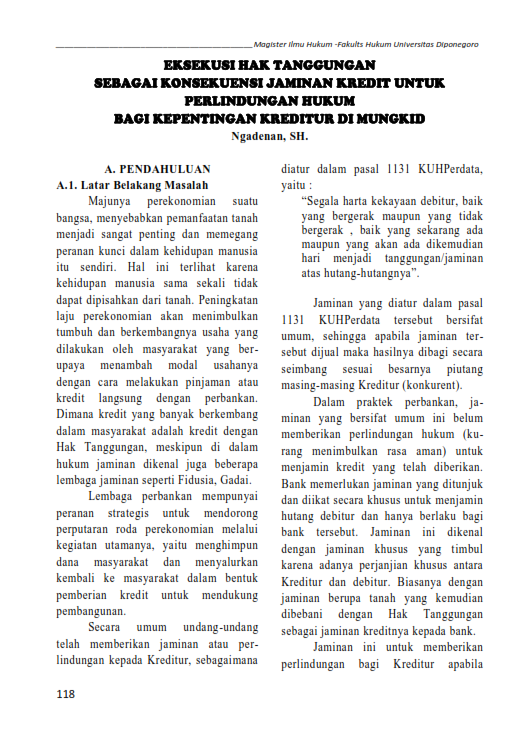 Magister Ilmu Hukum -Fakults Hukum Universitas Diponegoro
EKSEKUSI HAK TANGGUNGAN
SEBAGAI KONSEKUENSI JAMINAN KREDIT UNTUK
PERLINDUNGAN HUKUM
BAGI KEPENTINGAN KREDITUR DI MUNGKID
Ngadenan, SH.
A. PENDAHULUAN
A.1. Latar Belakang Masalah
Majunya perekonomian suatu
bangsa, menyebabkan pemanfaatan tanah
menjadi sangat penting dan memegang
peranan kunci dalam kehidupan manusia
itu sendiri. Hal ini terlihat karena
kehidupan manusia sama sekali tidak
dapat dipisahkan dari tanah. Peningkatan
laju perekonomian akan menimbulkan
tumbuh dan berkembangnya usaha yang
dilakukan oleh masyarakat yang ber-
upaya menambah modal usahanya
dengan cara melakukan pinjaman atau
kredit langsung dengan perbankan.
Dimana kredit yang banyak berkembang
dalam masyarakat adalah kredit dengan
Hak Tanggungan, meskipun di dalam
hukum jaminan dikenal juga beberapa
lembaga jaminan seperti Fidusia, Gadai.
Lembaga perbankan mempunyai
peranan strategis untuk mendorong
perputaran roda perekonomian melalui
kegiatan utamanya, yaitu menghimpun
dana masyarakat dan menyalurkan
kembali ke masyarakat dalam bentuk
pemberian kredit untuk mendukung
pembangunan.
Secara umum undang-undang
telah memberikan jaminan atau per-
lindungan kepada Kreditur, sebagaimana
diatur dalam pasal 1131 KUHPerdata,
yaitu :
“Segala harta kekayaan debitur, baik
yang bergerak maupun yang tidak
bergerak , baik yang sekarang ada
maupun yang akan ada dikemudian
hari menjadi tanggungan/jaminan
atas hutang-hutangnya”.
Jaminan yang diatur dalam pasal
1131 KUHPerdata tersebut bersifat
umum, sehingga apabila jaminan ter-
sebut dijual maka hasilnya dibagi secara
seimbang sesuai besarnya piutang
masing-masing Kreditur (konkurent).
Dalam praktek perbankan, ja-
minan yang bersifat umum ini belum
memberikan perlindungan hukum (ku-
rang menimbulkan rasa aman) untuk
menjamin kredit yang telah diberikan.
Bank memerlukan jaminan yang ditunjuk
dan diikat secara khusus untuk menjamin
hutang debitur dan hanya berlaku bagi
bank tersebut. Jaminan ini dikenal
dengan jaminan khusus yang timbul
karena adanya perjanjian khusus antara
Kreditur dan debitur. Biasanya dengan
jaminan berupa tanah yang kemudian
dibebani dengan Hak Tanggungan
sebagai jaminan kreditnya kepada bank.
Jaminan ini untuk memberikan
perlindungan bagi Kreditur apabila
118